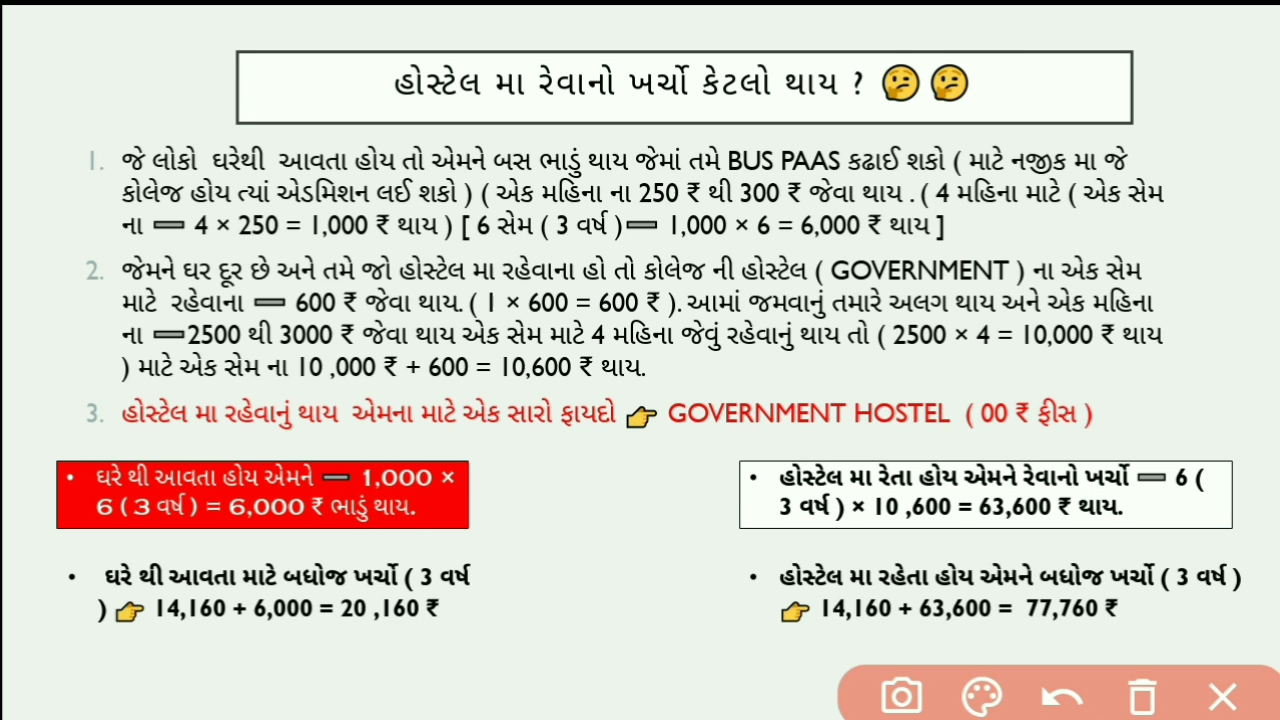 હોસ્ટેલ મા રેવાનો ખર્ચો કેટલો થાય ? 🤔🤔
1. જે લોકો ઘરેથી આવતા હોય તો એમને બસ ભાડું થાય જેમાં તમે BUS PAAS કઢાઈ શકો ( માટે નજીક મા જે
કોલેજ હોય ત્યાં એડમિશન લઈ શકો ) ( એક મહિના ના 250 ₹ થી 300 ₹ જેવા થાય . ( 4 મહિના માટે ( એક સેમ
ના ➖ 4 × 250 = 1,000 ₹ થાય ) [ 6 સેમ ( 3 વર્ષ )➖ 1,000 × 6 = 6,000 ₹ થાય ]
2. જેમને ઘર દૂર છે અને તમે જો હોસ્ટેલ મા રહેવાના હો તો કોલેજ ની હોસ્ટેલ ( GOVERNMENT ) ના એક સેમ
માટે રહેવાના ➖ 600 ₹ જેવા થાય. ( 1 × 600 = 600 ₹ ). આમાં જમવાનું તમારે અલગ થાય અને એક મહિના
ના ➖2500 થી 3000 ₹ જેવા થાય એક સેમ માટે 4 મહિના જેવું રહેવાનું થાય તો ( 2500 × 4 = 10,000 ₹ થાય
) માટે એક સેમ ના 10 ,000 ₹ + 600 = 10,600 ₹ થાય.
3. હોસ્ટેલ મા રહેવાનું થાય એમના માટે એક સારો ફાયદો 👉 GOVERNMENT HOSTEL ( 00 ₹ ફીસ )
• ઘરે થી આવતા હોય એમને ➖ 1,000 ×
6 ( 3 વર્ષ ) = 6,000 ₹ ભાડું થાય.
• હોસ્ટેલ મા રેતા હોય એમને રેવાનો ખર્ચો ➖ 6 (
3 વર્ષ ) × 10 ,600 = 63,600 ₹ થાય.
• ઘરે થી આવતા માટે બધોજ ખર્ચો ( 3 વર્ષ
) 👉 14,160 + 6,000 = 20 ,160 ₹
• હોસ્ટેલ મા રહેતા હોય એમને બધોજ ખર્ચો ( 3 વર્ષ )
👉 14,160 + 63,600 = 77,760 ₹